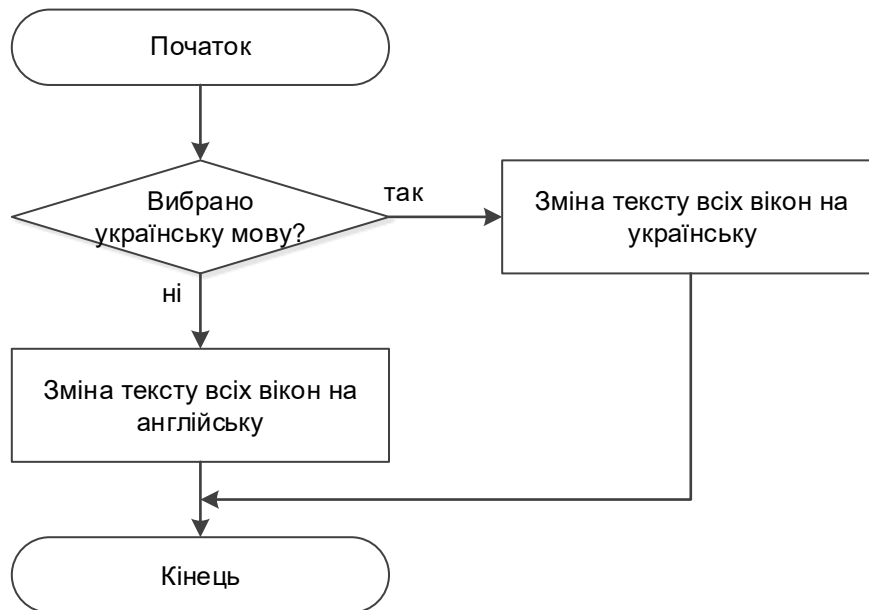 Початок
Вибрано
українську мову?
так
Зміна тексту всіх вікон на
українську
ні
Зміна тексту всіх вікон на
англійську
Кінець